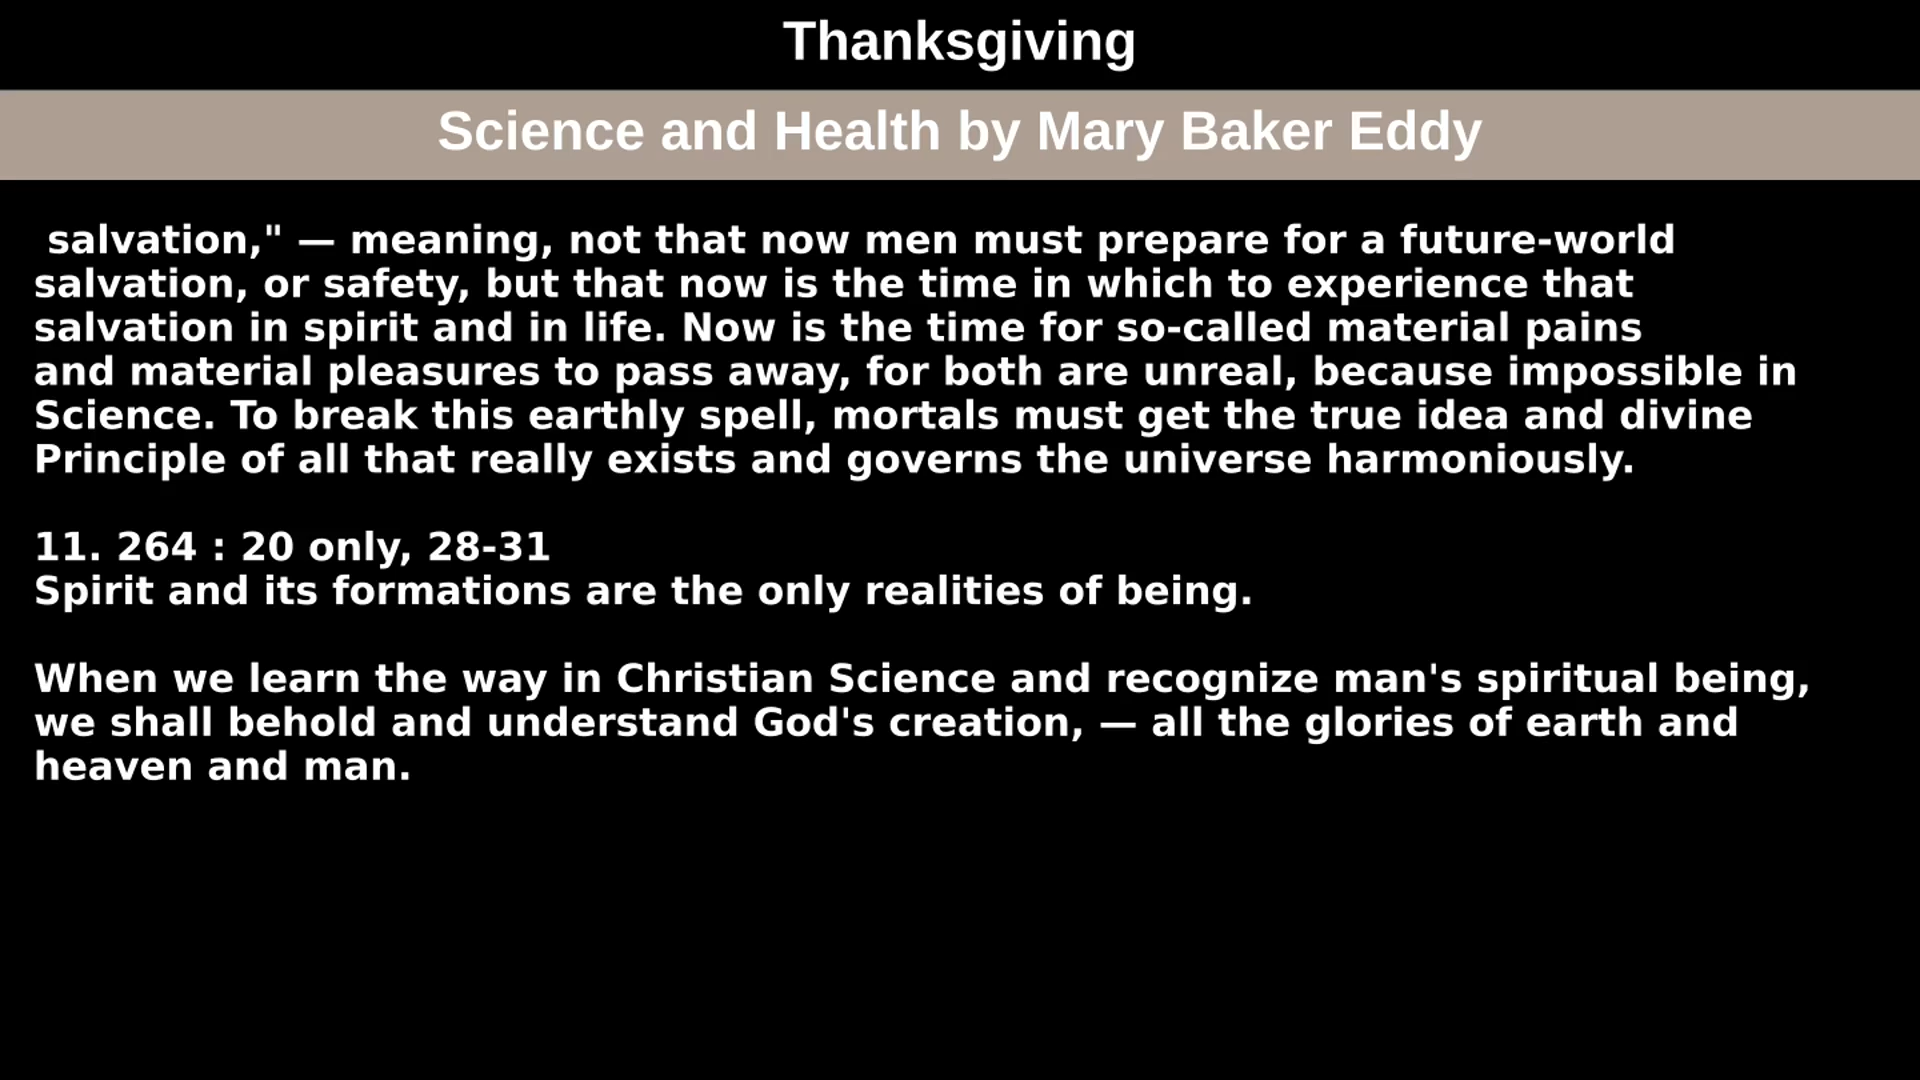 Thanksgiving
Science and Health by Mary Baker Eddy
salvation," — meaning, not that now men must prepare for a future-world
salvation, or safety, but that now is the time in which to experience that
salvation in spirit and in life. Now is the time for so-called material pains
and material pleasures to pass away, for both are unreal, because impossible in
Science. To break this earthly spell, mortals must get the true idea and divine
Principle of all that really exists and governs the universe harmoniously.
11. 264 : 20 only, 28-31
Spirit and its formations are the only realities of being.
When we learn the way in Christian Science and recognize man's spiritual being,
we shall behold and understand God's creation, — all the glories of earth and
heaven and man.